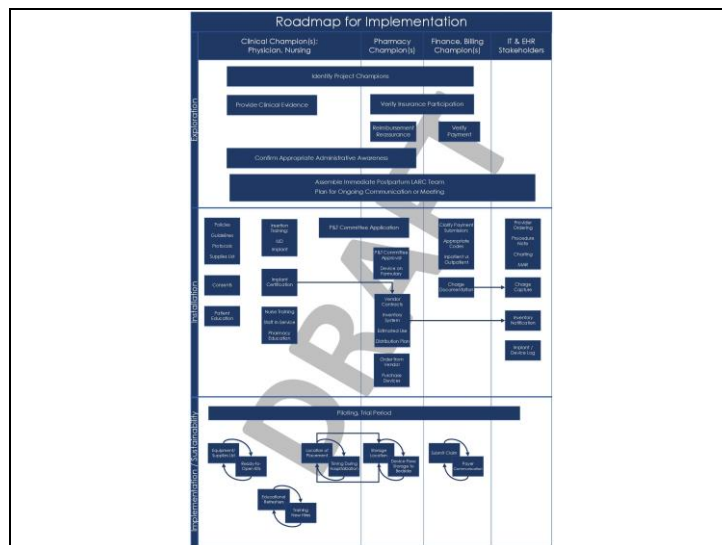 Roadmap for Implementation
Clinical Champion(s):
Physician, Nursing
Pharmacy
Champion(s)
Finance, Billing
Champion(s)
IT & EHR
Stakeholders
Exploration
Identify Project Champions
Provide Clinical Evidence
Verify Insurance Participation
Reimbursement
Reassurance
Verify
Payment
Confirm Appropriate Administrative Awareness
Assemble Immediate Postpartum LARC Team
Plan for Ongoing Communication or Meeting
DRAFT
Installation
Policies
Guidelines
Protocols
Supplies List
Consents
Patient
Education
Insertion
Training:
IUD
Implant
Implant
Certification
Nurse Training
Staff In-Service
Pharmacy
Education
P&T Committee Application
P&T Committee
Approval
Device on
Formulary
Vendor
Contracts
Inventory
System
Estimated Use
Distribution Plan
Order from
Vendor
Purchase
Devices
Clarify Payment
Submission
Appropriate
Codes
Inpatient vs
Outpatient
Charge
Documentation
Provider
Ordering
Procedure
Note
Charting
Charge
Capture
Inventory
Notification
Implant /
Device Log
Implementation / Sustainability
Piloting, Trial Period
Equipment/
Supplies List
Ready-to-
Open Kits
Educational
Refreshers
Training
New Hires
Location of
Placement
Timing During
Hospitalization
Storage
Location
Device From
Storage to
Bedside
Submit Claim
Payer
Communication